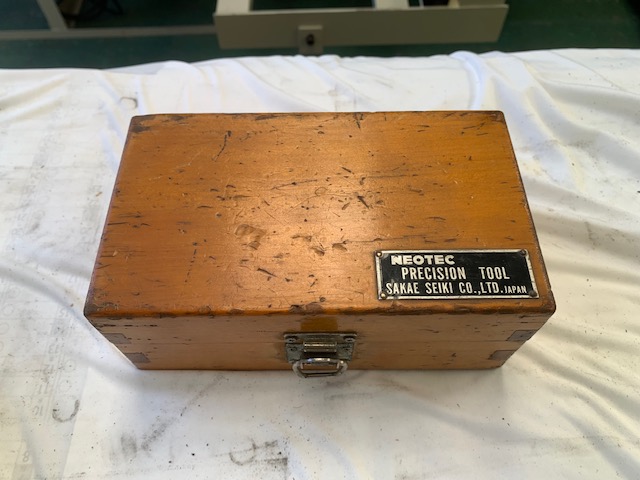 NEOTEC
PRECISION TOOL
SAKAE SEIKI CO.,LTD. JAPAN